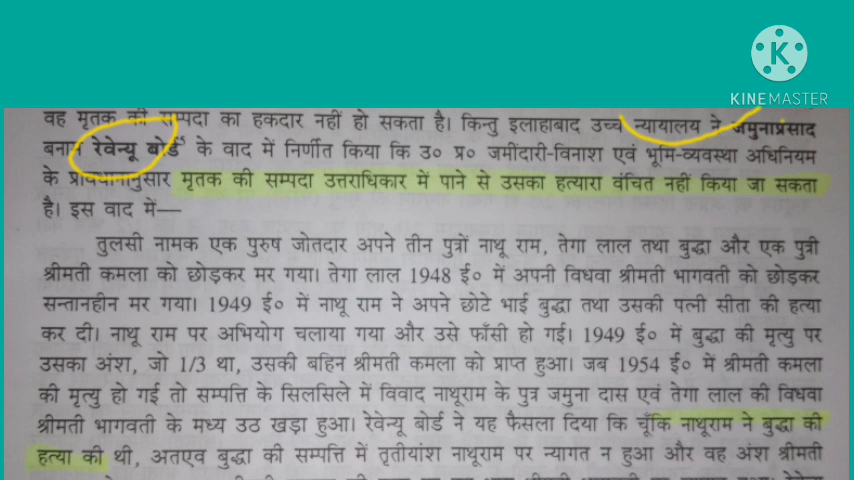 KINEMASTER
वह मृतक की सम्पदा का हकदार नहीं हो सकता है। किन्तु इलाहाबाद उच्च न्यायालय ने जमुनाप्रसाद
बनाम रेवेन्यू बोर्ड⁵ के वाद में निर्णीत किया कि उ० प्र० जमींदारी-विनाश एवं भूमि-व्यवस्था अधिनियम
के प्रावधानानुसार मृतक की सम्पदा उत्तराधिकार में पाने से उसका हत्यारा वंचित नहीं किया जा सकता
है। इस वाद में—
तुलसी नामक एक पुरुष जोतदार अपने तीन पुत्रों नाथू राम, तेगा लाल तथा बुद्धा और एक पुत्री
श्रीमती कमला को छोड़कर मर गया। तेगा लाल 1948 ई० में अपनी विधवा श्रीमती भागवती को छोड़कर
सन्तानहीन मर गया। 1949 ई० में नाथू राम ने अपने छोटे भाई बुद्धा तथा उसकी पत्नी सीता की हत्या
कर दी। नाथू राम पर अभियोग चलाया गया और उसे फाँसी हो गई। 1949 ई० में बुद्धा की मृत्यु पर
उसका अंश, जो 1/3 था, उसकी बहिन श्रीमती कमला को प्राप्त हुआ। जब 1954 ई० में श्रीमती कमला
की मृत्यु हो गई तो सम्पत्ति के सिलसिले में विवाद नाथूराम के पुत्र जमुना दास एवं तेगा लाल की विधवा
श्रीमती भागवती के मध्य उठ खड़ा हुआ। रेवेन्यू बोर्ड ने यह फैसला दिया कि चूँकि नाथूराम ने बुद्धा की
हत्या की थी, अतएव बुद्धा की सम्पत्ति में तृतीयांश नाथूराम पर न्यागत न हुआ और वह अंश श्रीमती